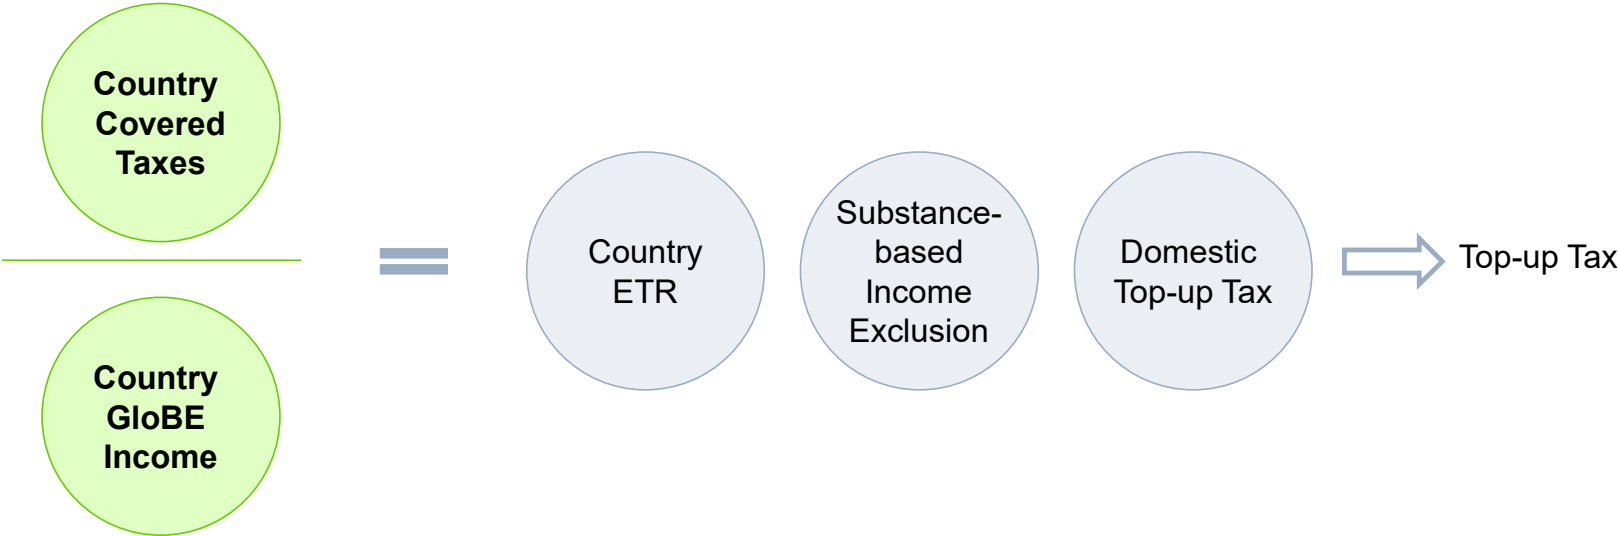 Country
Covered
Taxes
Country
GloBE
Income
Country
ETR
Substance-
based
Income
Exclusion
Domestic
Top-up Tax
Top-up Tax